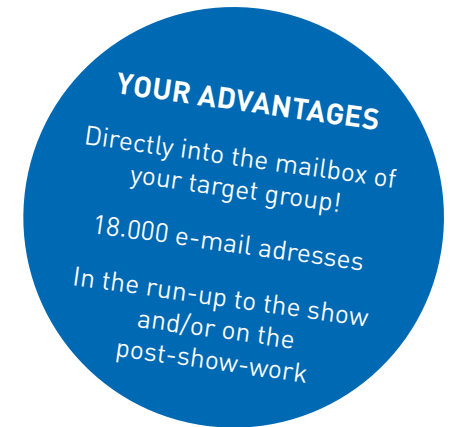 YOUR ADVANTAGES
Directly into the mailbox of
your target group!
18.000 e-mail adresses
In the run-up to the show
and/or on the
post-show-work